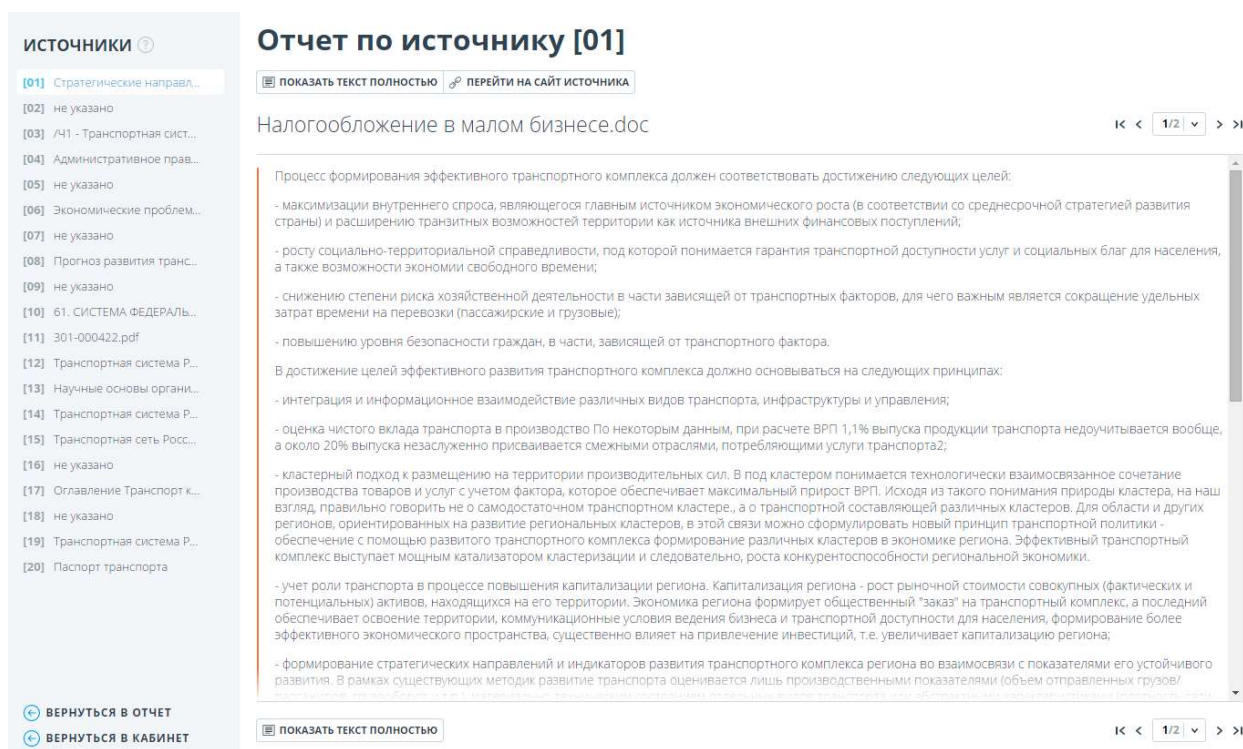 ИСТОЧНИКИ ?
[01] Стратегические направл...
[02] не указано
[03] /Ч1 - Транспортная сист...
[04] Административное прав...
[05] не указано
[06] Экономические проблем...
[07] не указано
[08] Прогноз развития транс...
[09] не указано
[10] 61. СИСТЕМА ФЕДЕРАЛЬ...
[11] 301-000422.pdf
[12] Транспортная система Р...
[13] Научные основы органи...
[14] Транспортная система Р...
[15] Транспортная сеть Росс...
[16] не указано
[17] Оглавление Транспорт к...
[18] не указано
[19] Транспортная система Р...
[20] Паспорт транспорта
ВЕРНУТЬСЯ В ОТЧЕТ
ВЕРНУТЬСЯ В КАБИНЕТ
Отчет по источнику [01]
ПОКАЗАТЬ ТЕКСТ ПОЛНОСТЬЮ ПЕРЕЙТИ НА САЙТ ИСТОЧНИКА
Налогообложение в малом бизнесе.doc 1/2
Процесс формирования эффективного транспортного комплекса должен соответствовать достижению следующих целей:
- максимизации внутреннего спроса, являющегося главным источником экономического роста (в соответствии со среднесрочной стратегией развития
страны) и расширению транзитных возможностей территории как источника внешних финансовых поступлений;
- росту социально-территориальной справедливости, под которой понимается гарантия транспортной доступности услуг и социальных благ для населения,
а также возможности экономии свободного времени;
- снижению степени риска хозяйственной деятельности в части зависящей от транспортных факторов, для чего важным является сокращение удельных
затрат времени на перевозки (пассажирские и грузовые);
- повышению уровня безопасности граждан, в части, зависящей от транспортного фактора.
В достижение целей эффективного развития транспортного комплекса должно основываться на следующих принципах:
- интеграция и информационное взаимодействие различных видов транспорта, инфраструктуры и управления;
- оценка чистого вклада транспорта в производство По некоторым данным, при расчете ВРП 1,1% выпуска продукции транспорта недоучитывается вообще,
а около 20% выпуска незаслуженно присваивается смежными отраслями, потребляющими услуги транспорта2;
- кластерный подход к размещению на территории производительных сил. В под кластером понимается технологически взаимосвязанное сочетание
производства товаров и услуг с учетом фактора, которое обеспечивает максимальный прирост ВРП. Исходя из такого понимания природы кластера, на наш
взгляд, правильно говорить не о самодостаточном транспортном кластере., а о транспортной составляющей различных кластеров. Для области и других
регионов, ориентированных на развитие региональных кластеров, в этой связи можно сформулировать новый принцип транспортной политики -
обеспечение с помощью развитого транспортного комплекса формирование различных кластеров в экономике региона. Эффективный транспортный
комплекс выступает мощным катализатором кластеризации и следовательно, роста конкурентоспособности региональной экономики.
- учет роли транспорта в процессе повышения капитализации региона. Капитализация региона - рост рыночной стоимости совокупных (фактических и
потенциальных) активов, находящихся на его территории. Экономика региона формирует общественный "заказ" на транспортный комплекс, а последний
обеспечивает освоение территории, коммуникационные условия ведения бизнеса и транспортной доступности для населения, формирование более
эффективного экономического пространства, существенно влияет на привлечение инвестиций, т.е. увеличивает капитализацию региона;
- формирование стратегических направлений и индикаторов развития транспортного комплекса региона во взаимосвязи с показателями его устойчивого
развития. В рамках существующих методик развитие транспорта оценивается лишь производственными показателями (объем отправленных грузов/
ПОКАЗАТЬ ТЕКСТ ПОЛНОСТЬЮ 1/2